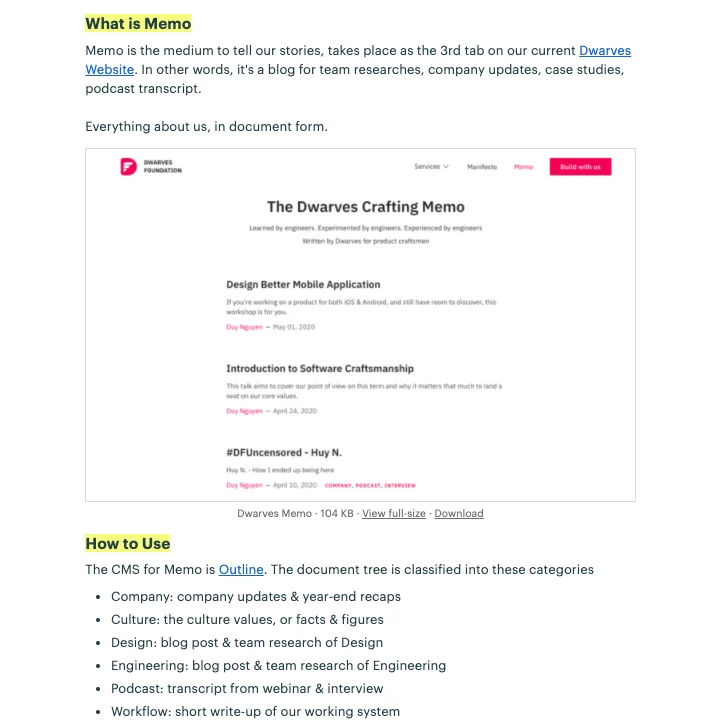 What is Memo
Memo is the medium to tell our stories, takes place as the 3rd tab on our current Dwarves
Website. In other words, it's a blog for team researches, company updates, case studies,
podcast transcript.
Everything about us, in document form.
DWARVES
FOUNDATION
Services
Manifesto
Memo
Build with us
The Dwarves Crafting Memo
Learned by engineers. Experimented by engineers. Experienced by engineers
Written by Dwarves for product craftsmen
Design Better Mobile Application
If you're working on a product for both iOS & Android, and still have room to discover, this
workshop is for you.
Duy Nguyen – May 01, 2020
Introduction to Software Craftsmanship
This talk aims to cover our point of view on this term and why it matters that much to land a
seat on our core values.
Duy Nguyen – April 24, 2020
#DFUncensored - Huy N.
Huy N. - How I ended up being here
Duy Nguyen – April 10, 2020 COMPANY, PODCAST, INTERVIEW
Dwarves Memo · 104 KB · View full-size · Download
How to Use
The CMS for Memo is Outline. The document tree is classified into these categories
• Company: company updates & year-end recaps
• Culture: the culture values, or facts & figures
• Design: blog post & team research of Design
• Engineering: blog post & team research of Engineering
• Podcast: transcript from webinar & interview
• Workflow: short write-up of our working system